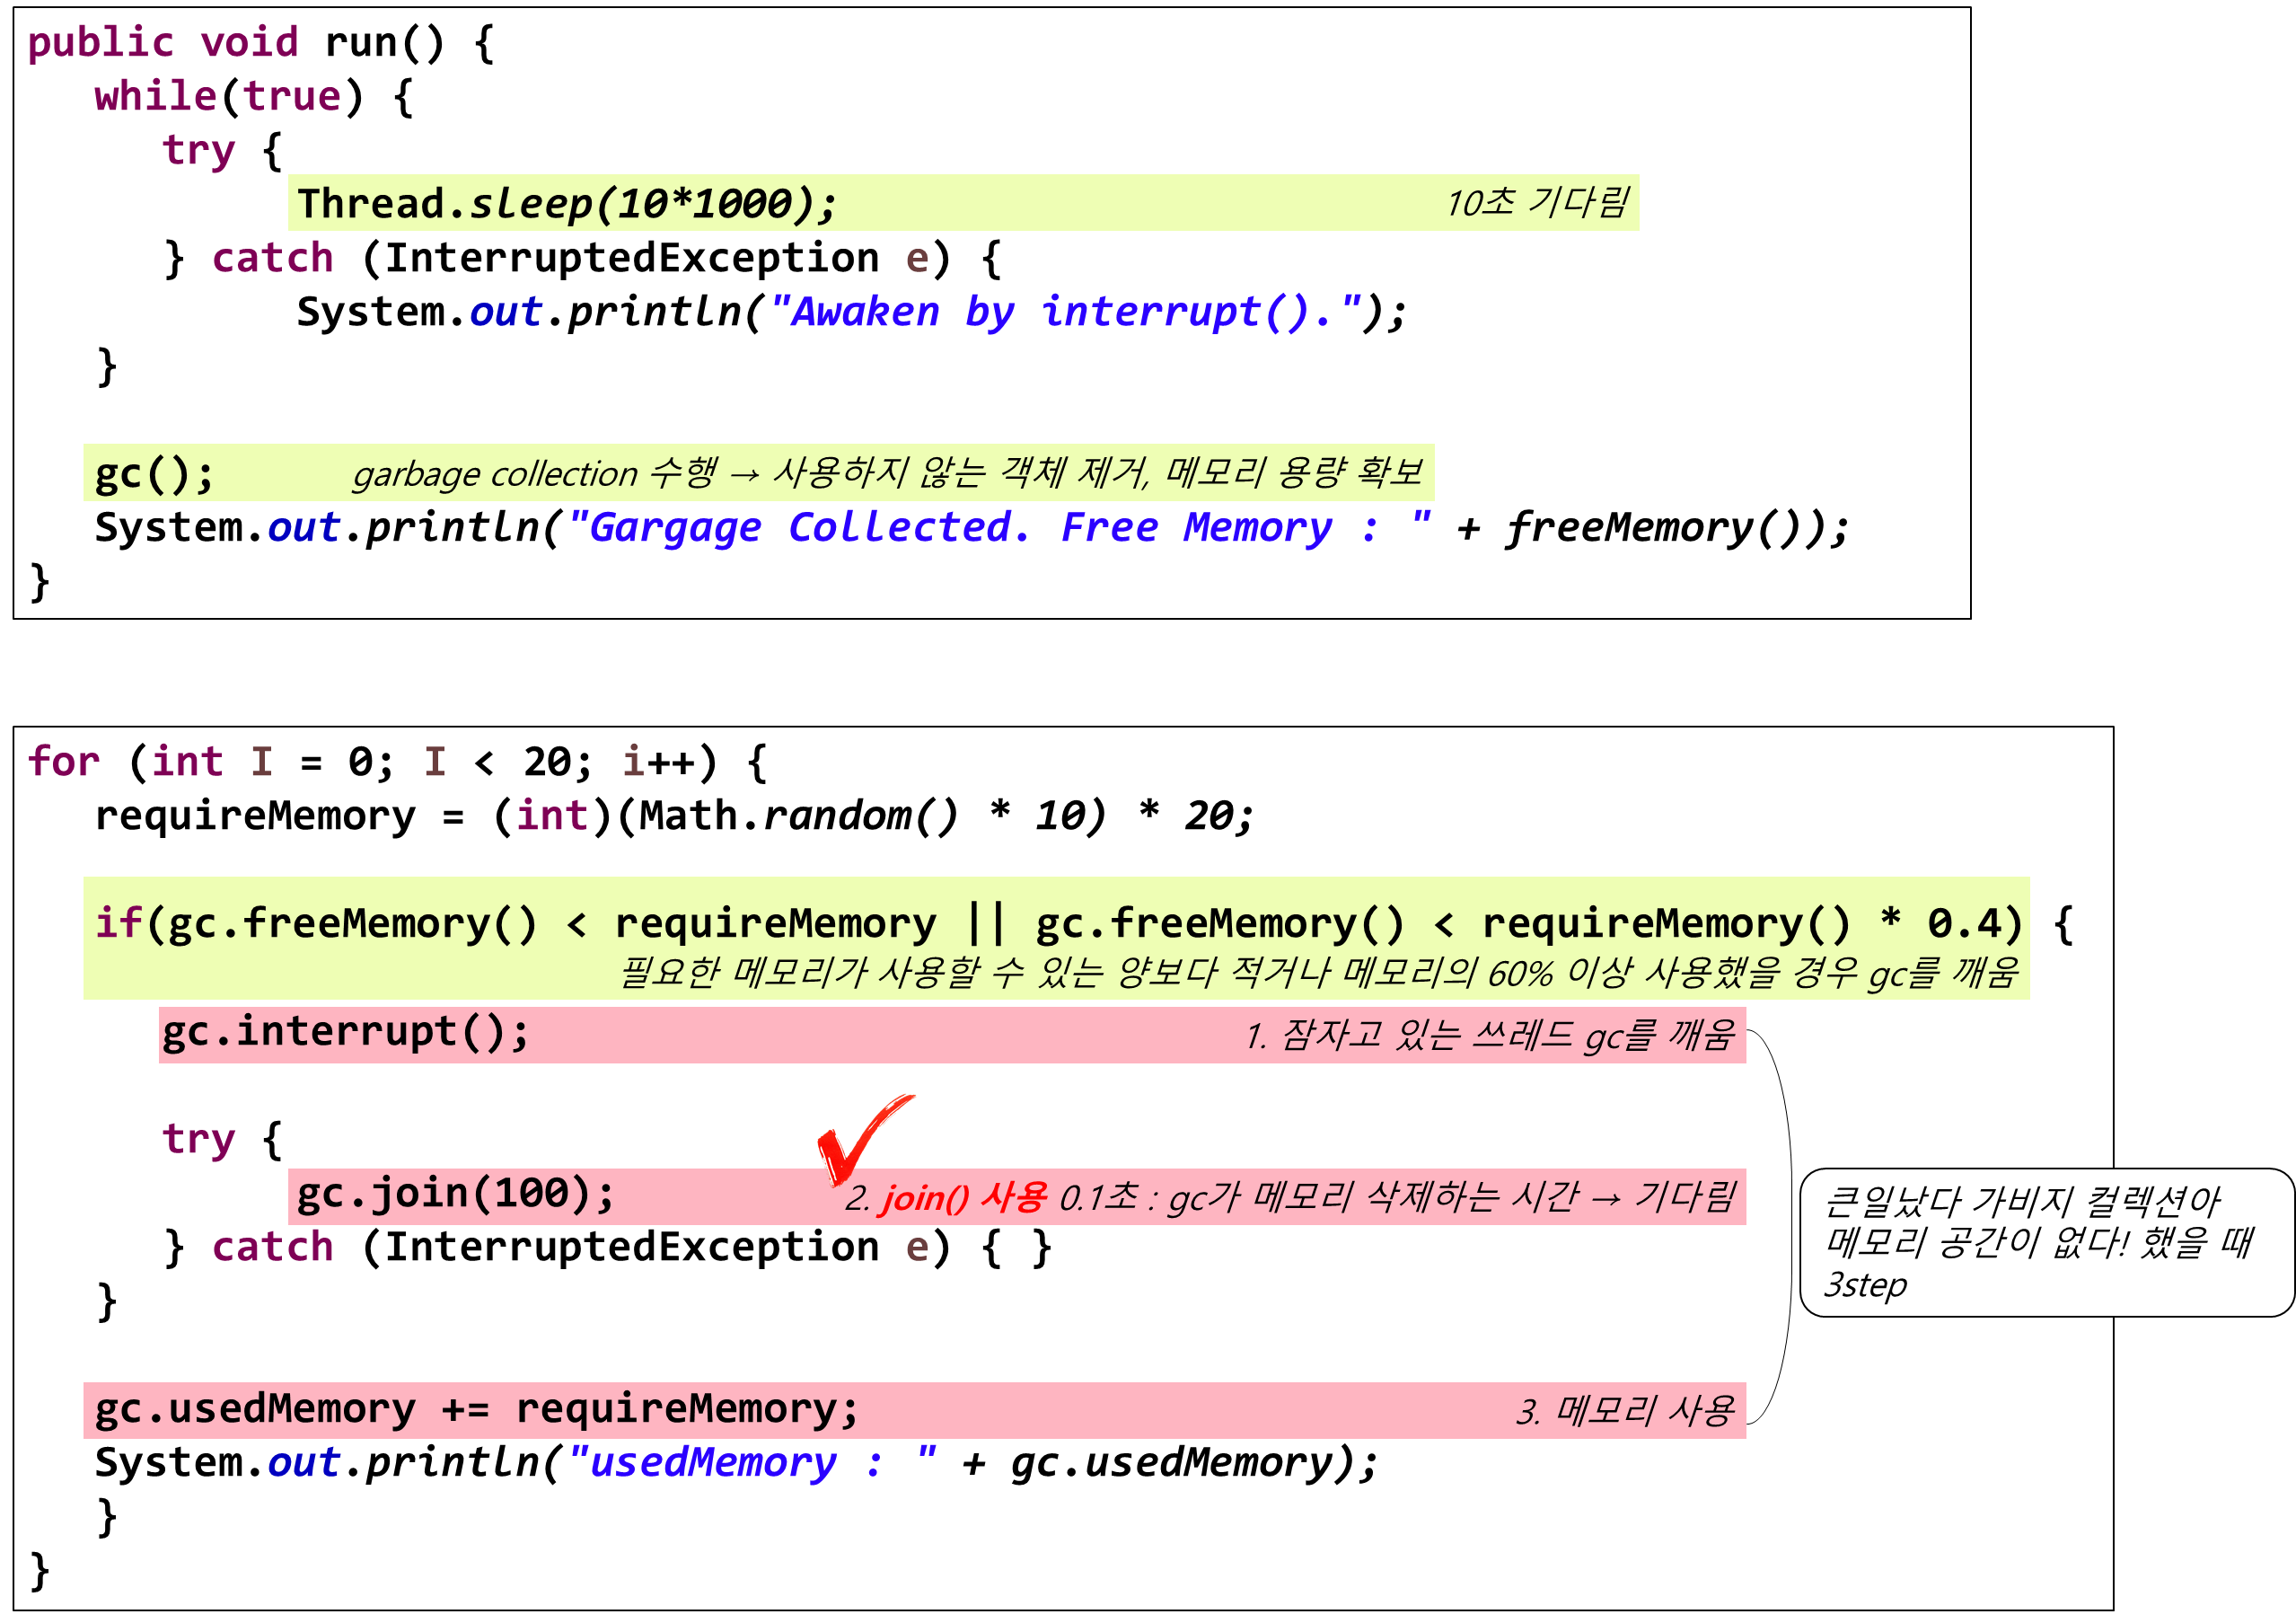 public void run() {
while(true) {
try {
Thread.sleep(10*1000); 10초 기다림
} catch (InterruptedException e) {
System.out.println("Awaken by interrupt().");
}
gc(); garbage collection 수행 → 사용하지 않는 객체 제거, 메모리 용량 확보
System.out.println("Gargage Collected. Free Memory : " + freeMemory());
}
for (int I = 0; I < 20; i++) {
requireMemory = (int)(Math.random() * 10) * 20;
if(gc.freeMemory() < requireMemory || gc.freeMemory() < requireMemory() * 0.4) {
필요한 메모리가 사용할 수 있는 양보다 적거나 메모리의 60% 이상 사용했을 경우 gc를 깨움
gc.interrupt(); 1. 잠자고 있는 쓰레드 gc를 깨움
try {
gc.join(100); 2. join() 사용 0.1초 : gc가 메모리 삭제하는 시간 → 기다림
} catch (InterruptedException e) { }
}
큰일났다 가비지 컬렉션아
메모리 공간이 없다! 했을 때
3step
gc.usedMemory += requireMemory; 3. 메모리 사용
System.out.println("usedMemory : " + gc.usedMemory);
}
}